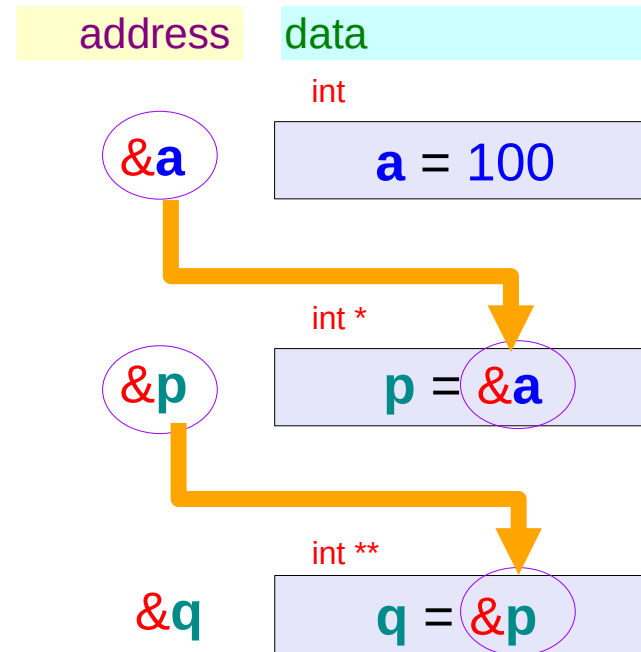 address data
int
&a a = 100
int *
&p p = &a
int **
&q q = &p